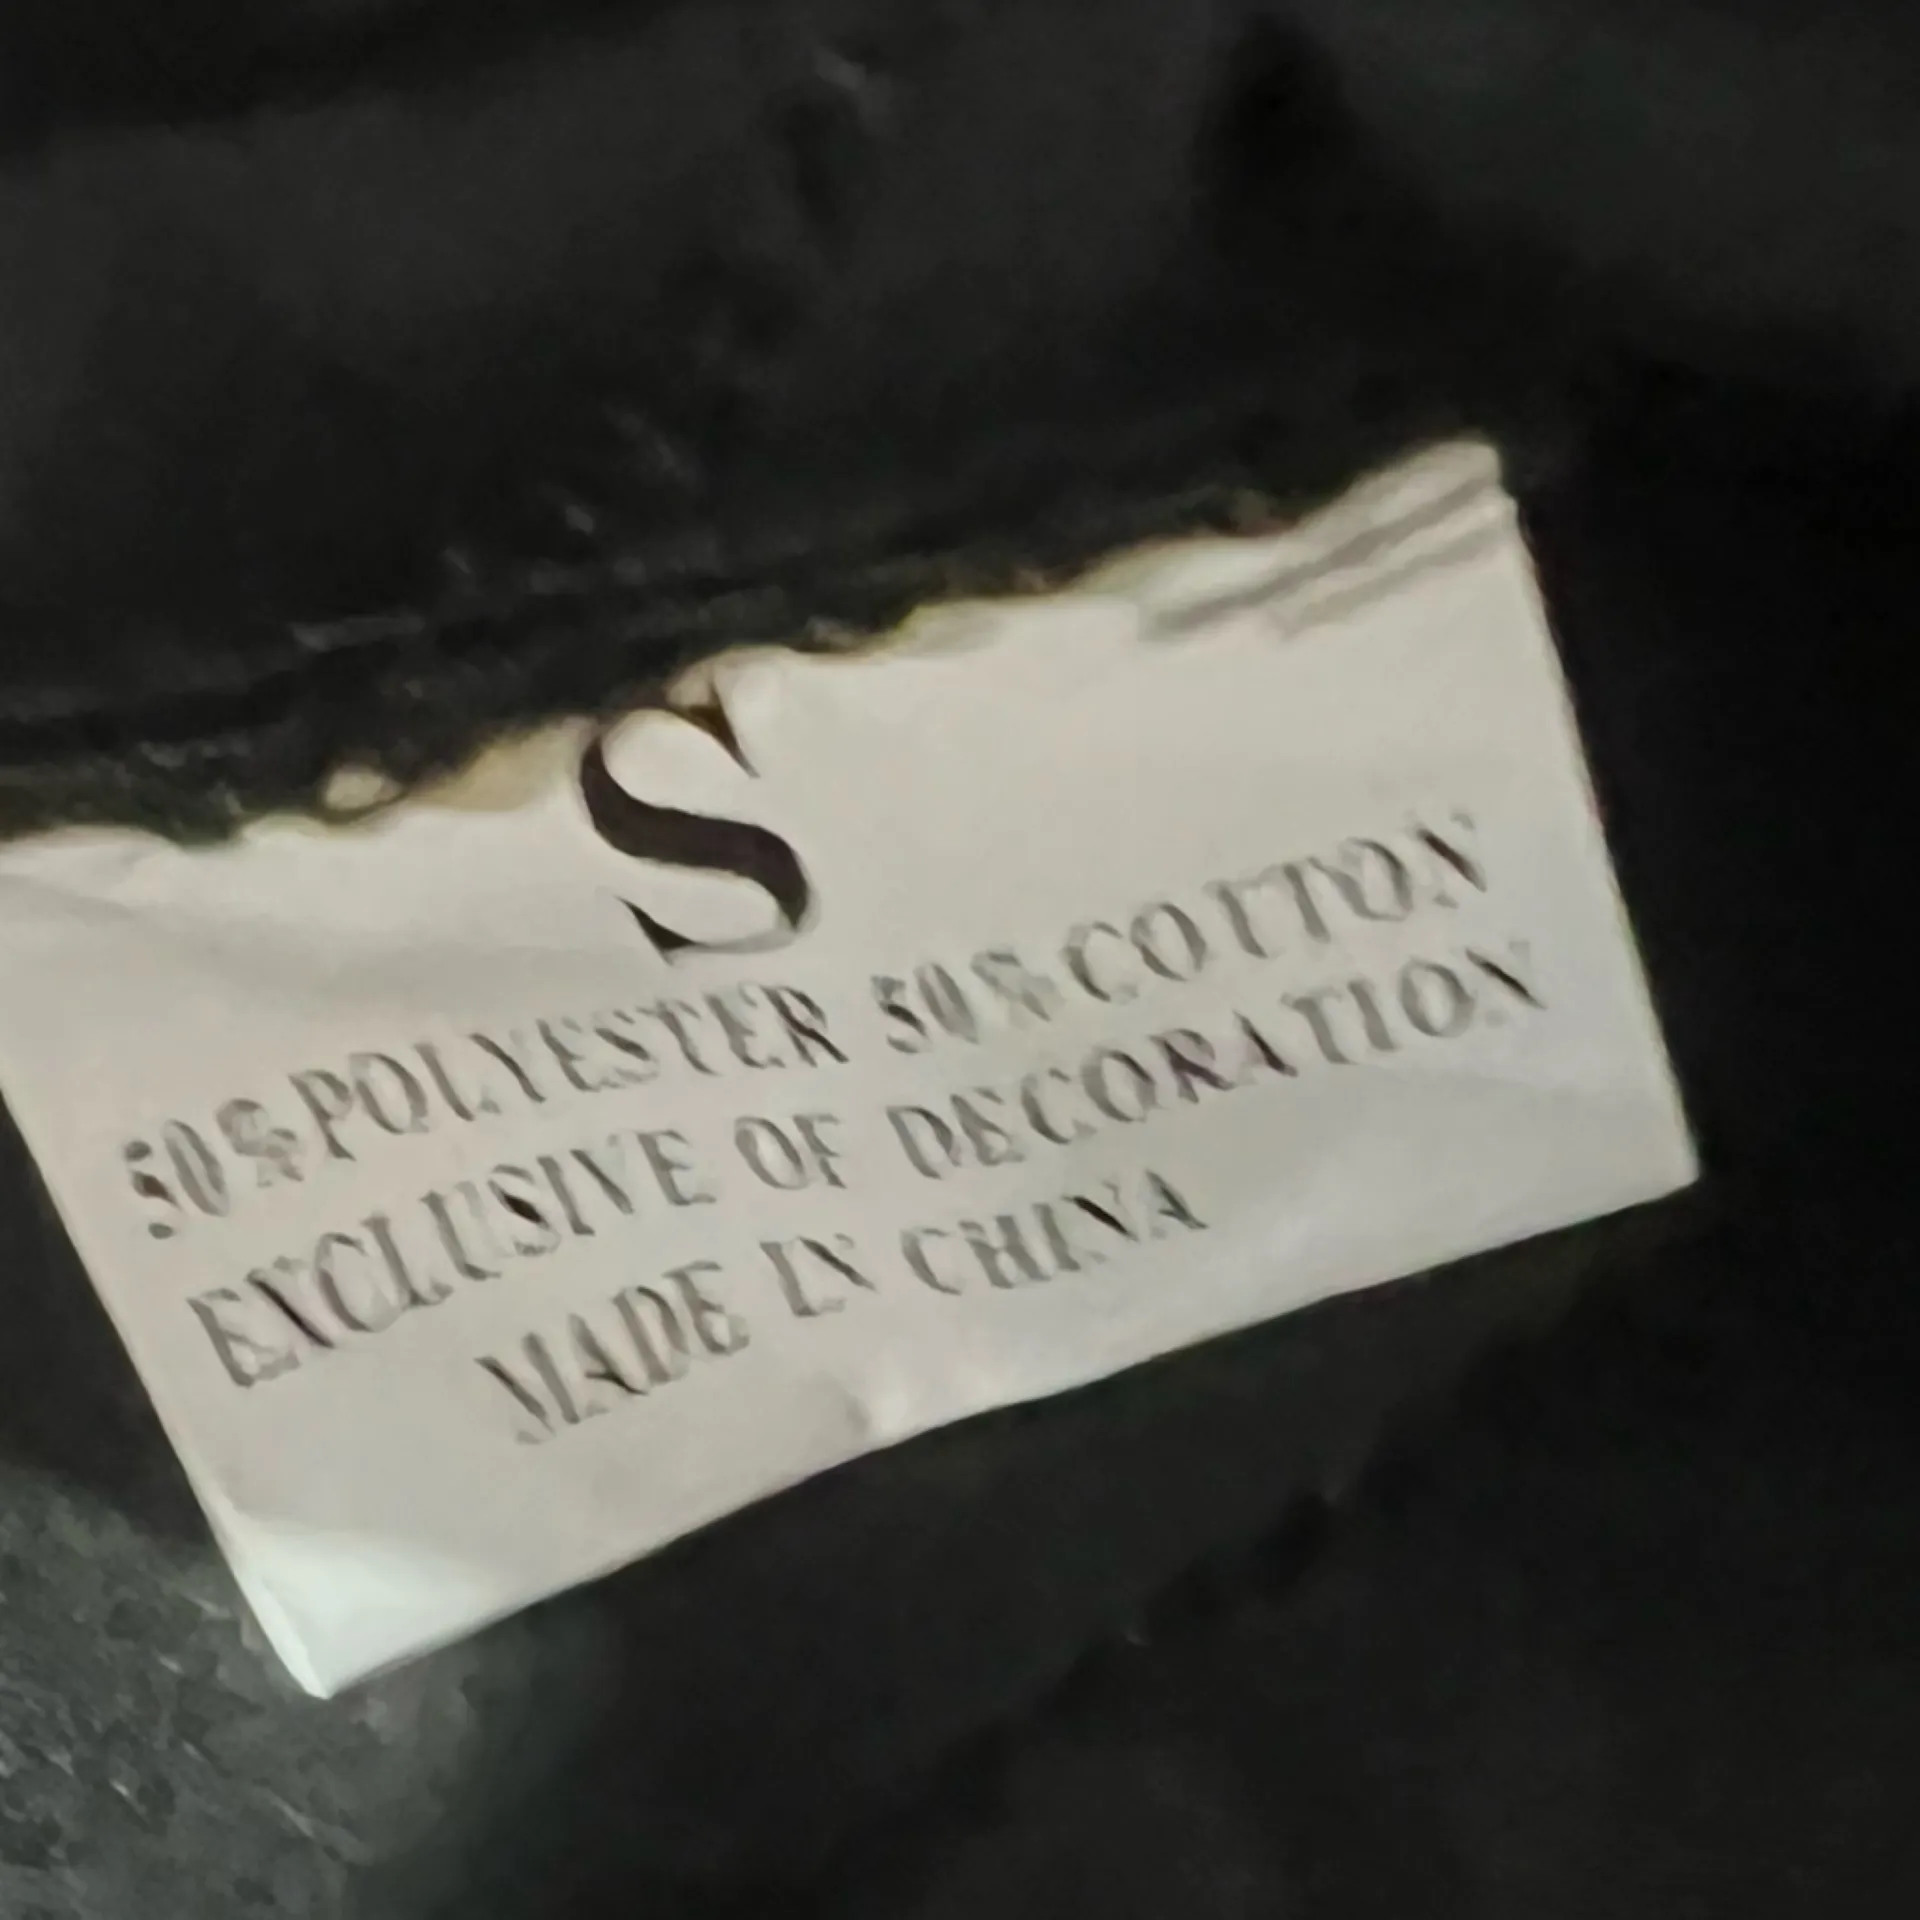 S
50%POLYESTER 50%COTTON
EXCLUSIVE OF DECORATION
MADE IN CHINA